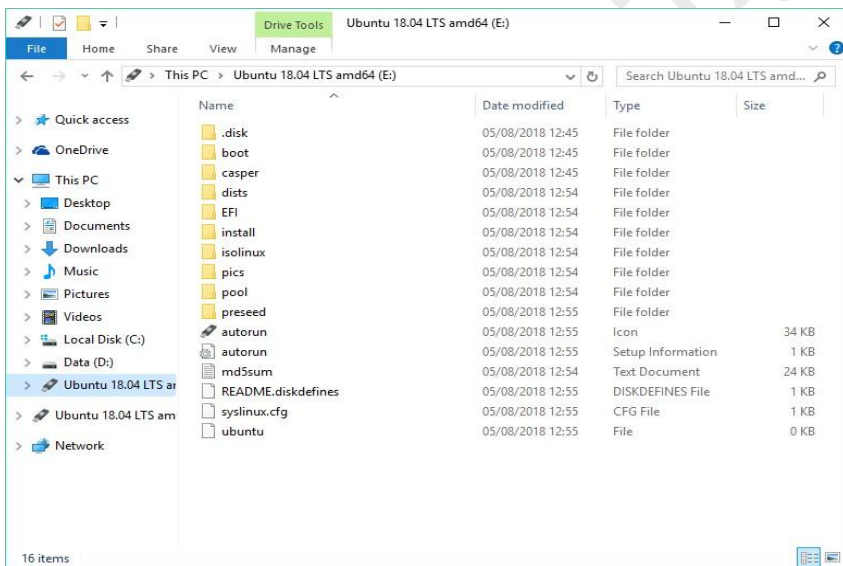 Drive Tools Ubuntu 18.04 LTS amd64 (E:)
File Home Share View Manage
This PC > Ubuntu 18.04 LTS amd64 (E:) Search Ubuntu 18.04 LTS amd...
Name Date modified Type Size
Quick access
OneDrive
This PC
Desktop
Documents
Downloads
Music
Pictures
Videos
Local Disk (C:)
Data (D:)
Ubuntu 18.04 LTS ar
Ubuntu 18.04 LTS am
Network
.disk 05/08/2018 12:45 File folder
boot 05/08/2018 12:45 File folder
casper 05/08/2018 12:45 File folder
dists 05/08/2018 12:54 File folder
EFI 05/08/2018 12:54 File folder
install 05/08/2018 12:54 File folder
isolinux 05/08/2018 12:54 File folder
pics 05/08/2018 12:54 File folder
pool 05/08/2018 12:54 File folder
preseed 05/08/2018 12:55 File folder
autorun 05/08/2018 12:55 Icon 34 KB
autorun 05/08/2018 12:55 Setup Information 1 KB
md5sum 05/08/2018 12:54 Text Document 24 KB
README.diskdefines 05/08/2018 12:55 DISKDEFINES File 1 KB
syslinux.cfg 05/08/2018 12:55 CFG File 1 KB
ubuntu 05/08/2018 12:55 File 0 KB
16 items